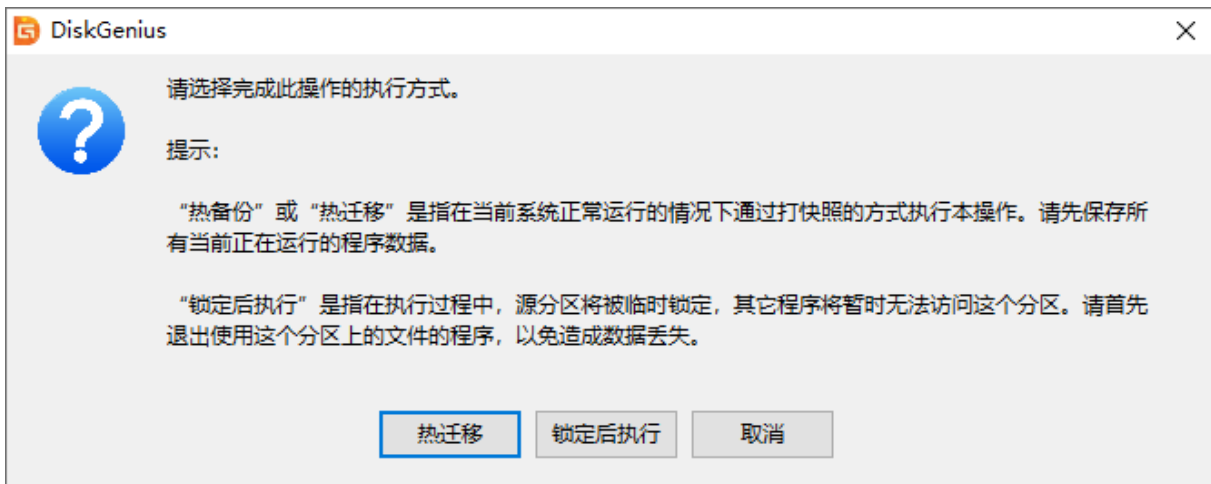 DiskGenius
请选择完成此操作的执行方式。
提示：
“热备份”或“热迁移”是指在当前系统正常运行的情况下通过打快照的方式执行本操作。请先保存所
有当前正在运行的程序数据。
“锁定后执行”是指在执行过程中，源分区将被临时锁定，其它程序将暂时无法访问这个分区。请首先
退出使用这个分区上的文件的程序，以免造成数据丢失。
热迁移
锁定后执行
取消